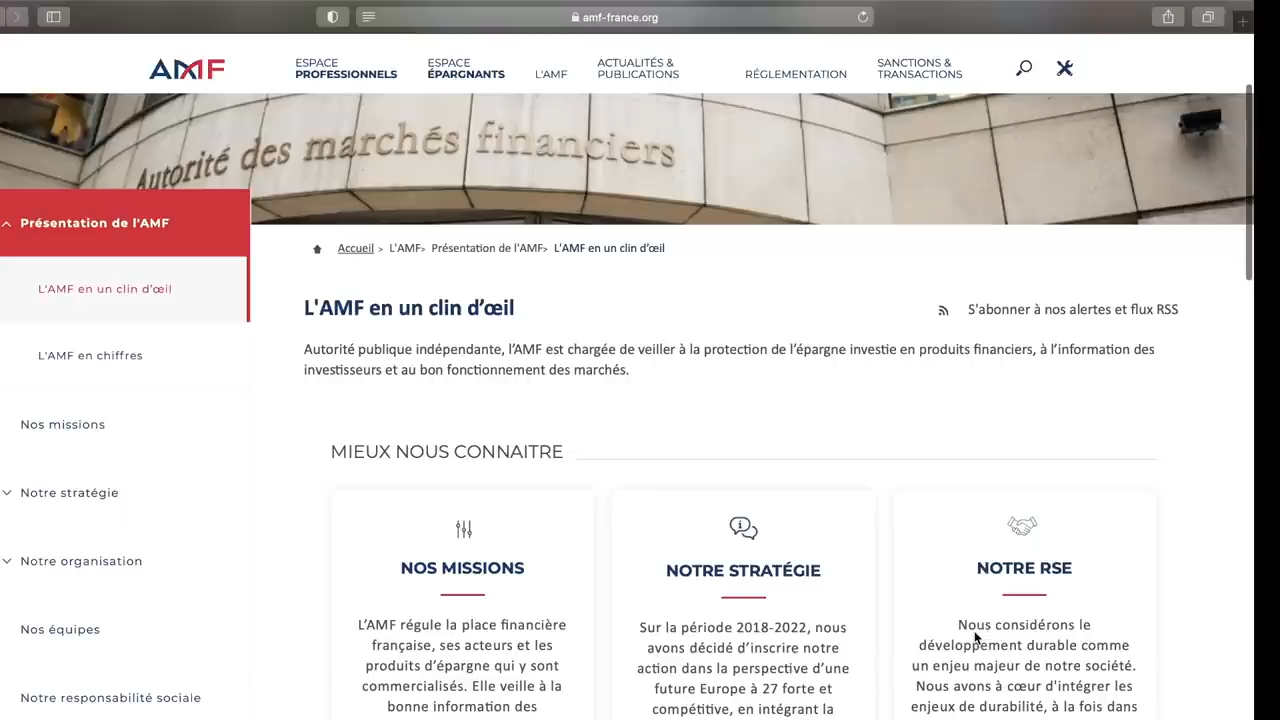 amf-france.org
AMF
ESPACE
PROFESSIONNELS
ESPACE
ÉPARGNANTS
L'AMF
ACTUALITÉS &
PUBLICATIONS
RÉGLEMENTATION
SANCTIONS &
TRANSACTIONS
Autorité des marchés financiers
Présentation de l'AMF
L'AMF en un clin d'œil
L'AMF en chiffres
Nos missions
Notre stratégie
Notre organisation
Nos équipes
Notre responsabilité sociale
Accueil > L'AMF> Présentation de l'AMF> L'AMF en un clin d'œil
L'AMF en un clin d'œil
S'abonner à nos alertes et flux RSS
Autorité publique indépendante, l'AMF est chargée de veiller à la protection de l'épargne investie en produits financiers, à l'information des
investisseurs et au bon fonctionnement des marchés.
MIEUX NOUS CONNAITRE
NOS MISSIONS
L'AMF régule la place financière
française, ses acteurs et les
produits d'épargne qui y sont
commercialisés. Elle veille à la
bonne information des
NOTRE STRATÉGIE
Sur la période 2018-2022, nous
avons décidé d'inscrire notre
action dans la perspective d'une
future Europe à 27 forte et
compétitive, en intégrant la
NOTRE RSE
Nous considérons le
développement durable comme
un enjeu majeur de notre société.
Nous avons à cœur d'intégrer les
enjeux de durabilité, à la fois dans